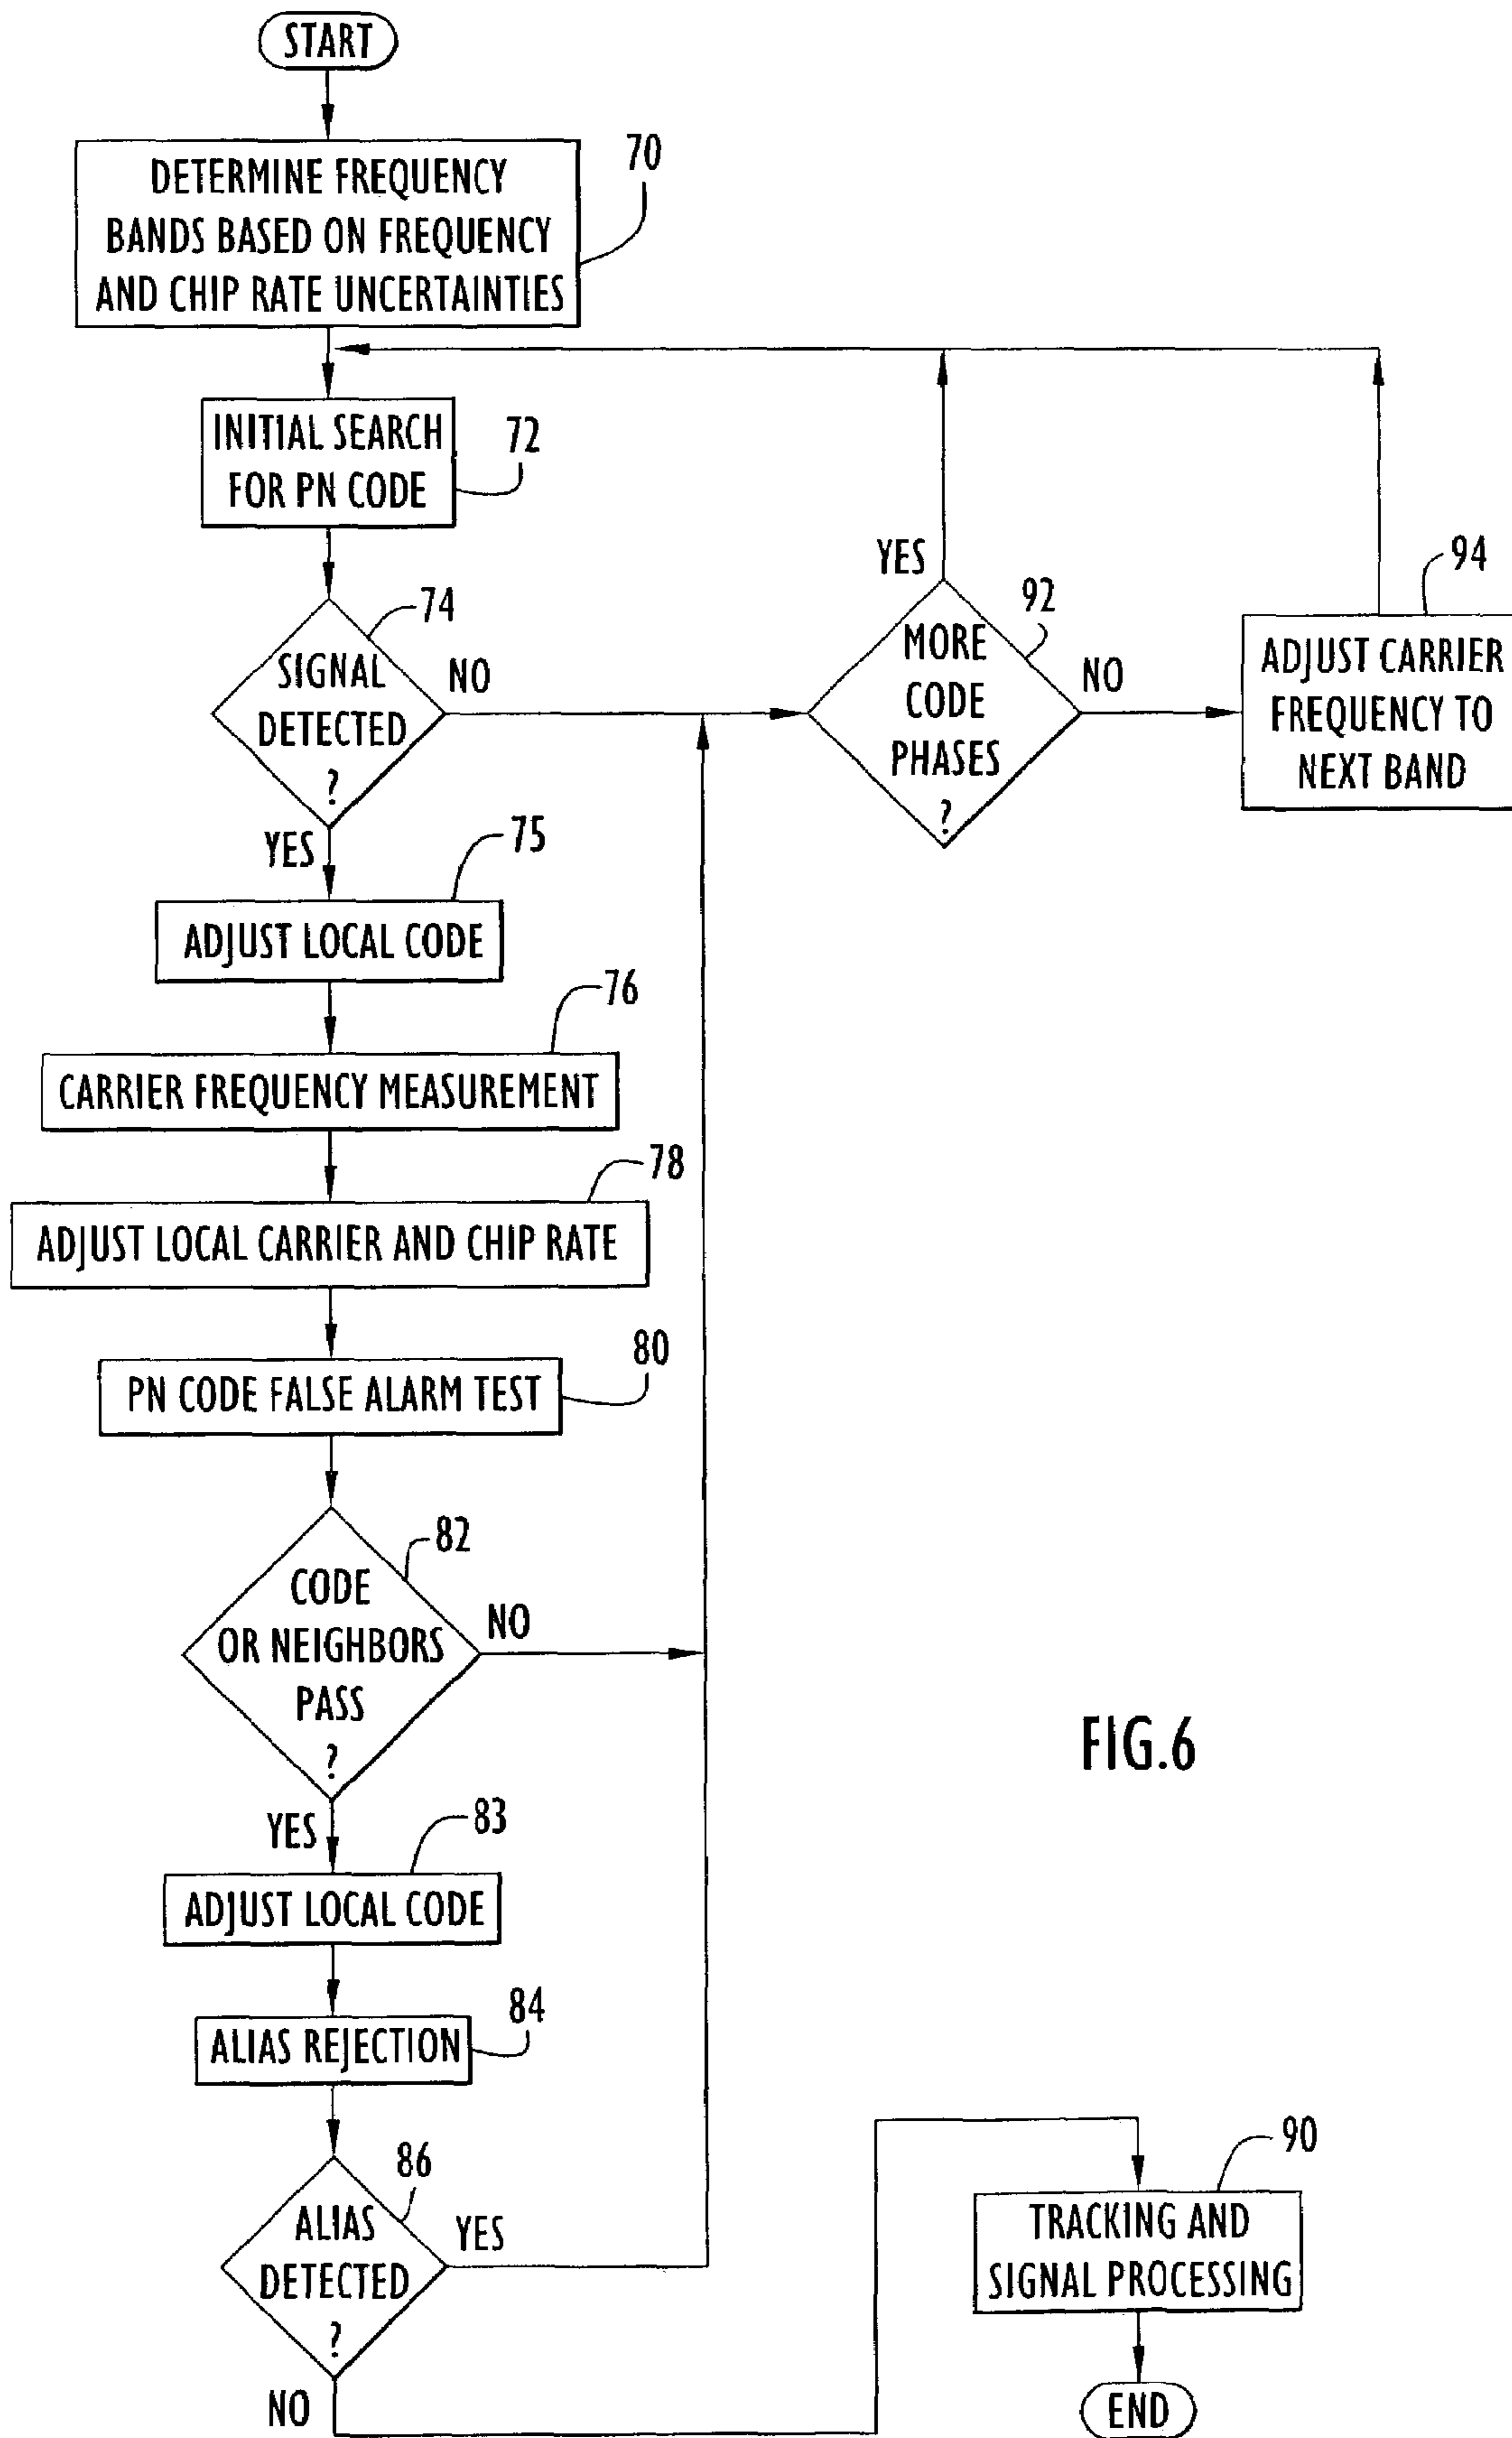 START
70
DETERMINE FREQUENCY
BANDS BASED ON FREQUENCY
AND CHIP RATE UNCERTAINTIES
INITIAL SEARCH
FOR PN CODE
72
74
SIGNAL
DETECTED
?
NO
YES
92
MORE
CODE
PHASES
?
YES
NO
94
ADJUST CARRIER
FREQUENCY TO
NEXT BAND
75
ADJUST LOCAL CODE
76
CARRIER FREQUENCY MEASUREMENT
78
ADJUST LOCAL CARRIER AND CHIP RATE
80
PN CODE FALSE ALARM TEST
82
CODE
OR NEIGHBORS
PASS
?
NO
YES
83
ADJUST LOCAL CODE
84
ALIAS REJECTION
86
ALIAS
DETECTED
?
YES
NO
90
TRACKING AND
SIGNAL PROCESSING
END
FIG.6